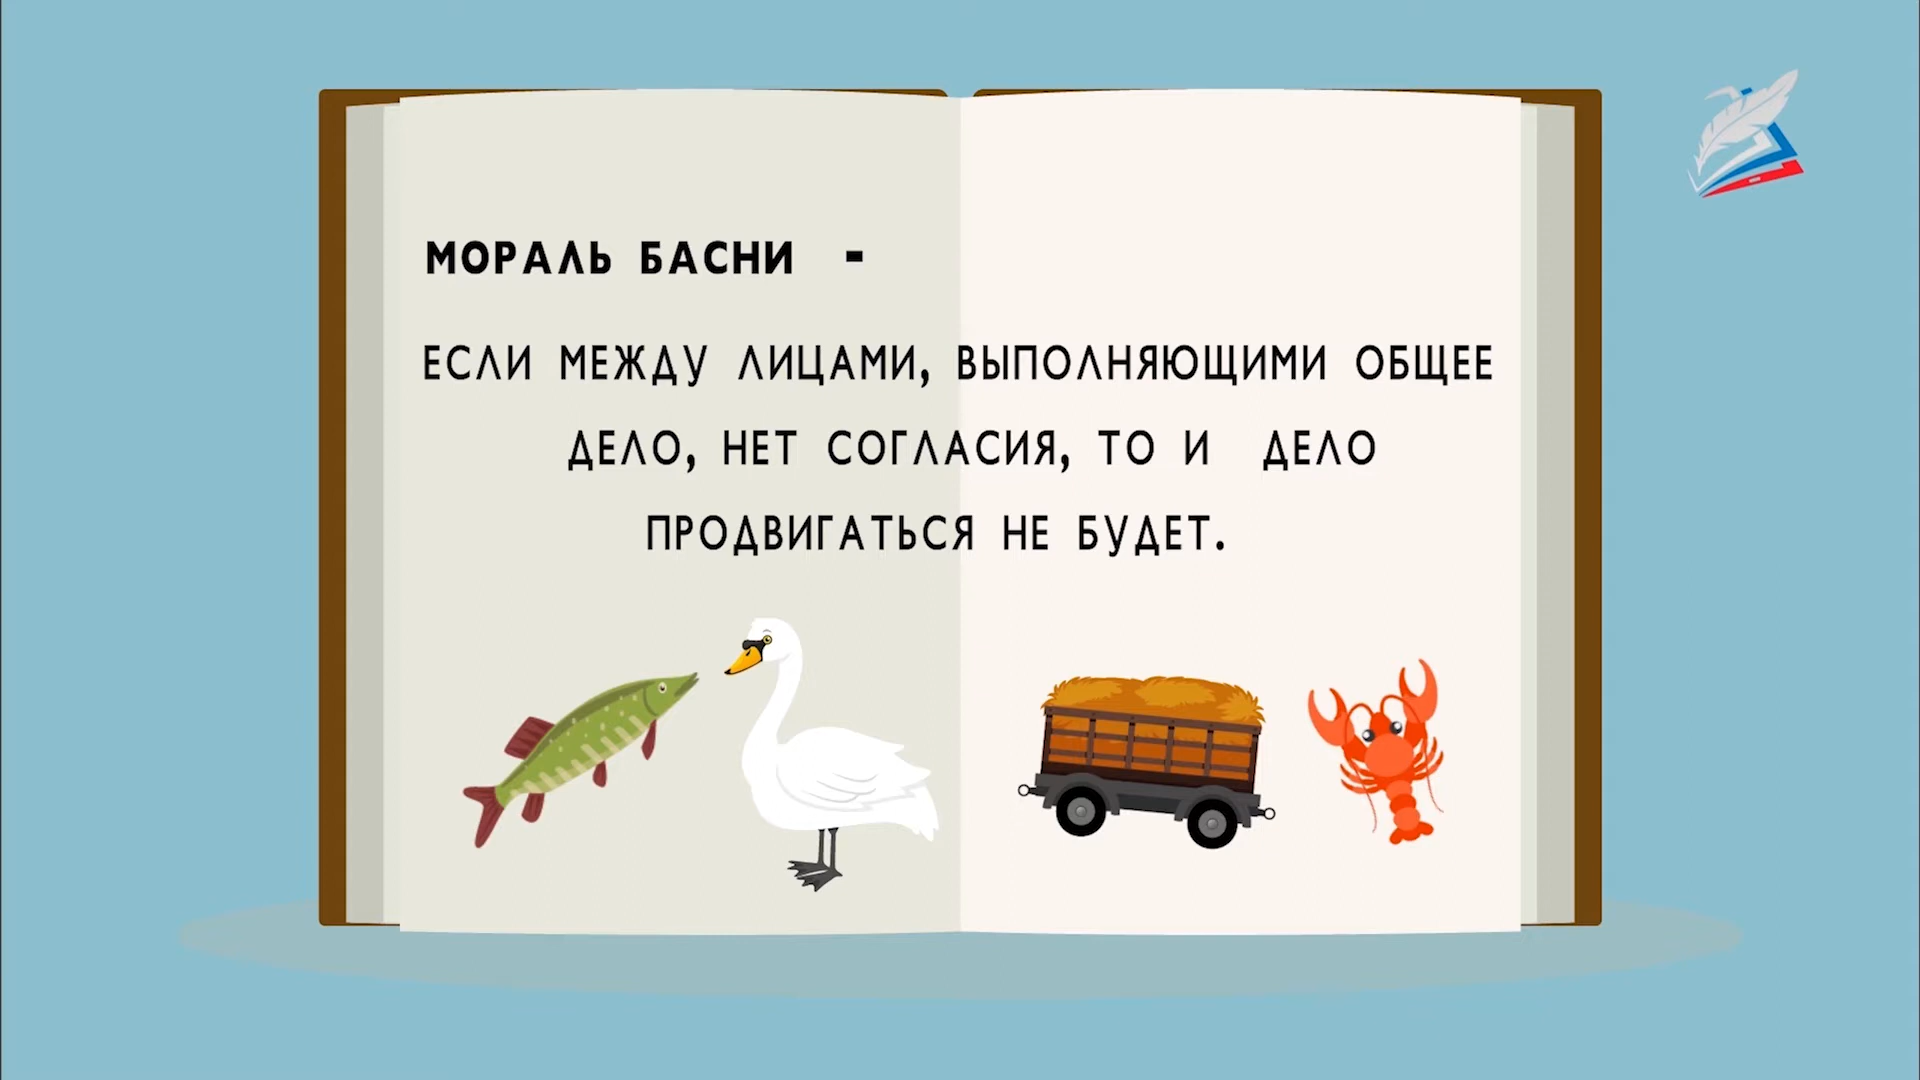 МОРАЛЬ БАСНИ -
ЕСЛИ МЕЖДУ ЛИЦАМИ, ВЫПОЛНЯЮЩИМИ ОБЩЕЕ
ДЕЛО, НЕТ СОГЛАСИЯ, ТО И ДЕЛО
ПРОДВИГАТЬСЯ НЕ БУДЕТ.